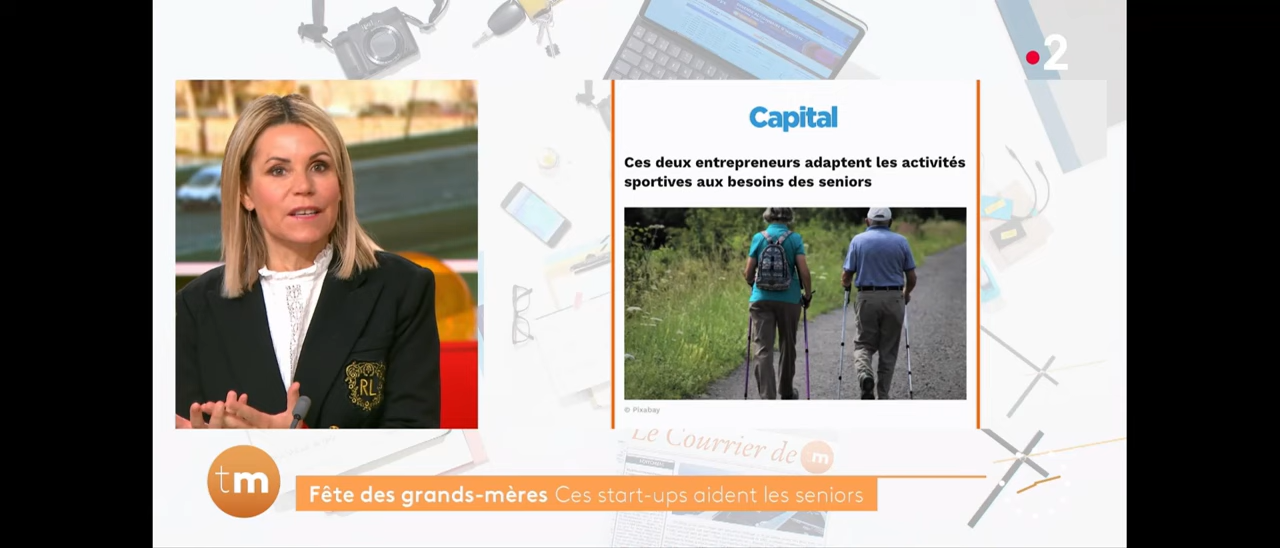 2
Capital
Ces deux entrepreneurs adaptent les activités
sportives aux besoins des seniors
RL
© Pixabay
Le Courrier de tm
tm
Fête des grands-mères Ces start-ups aident les seniors